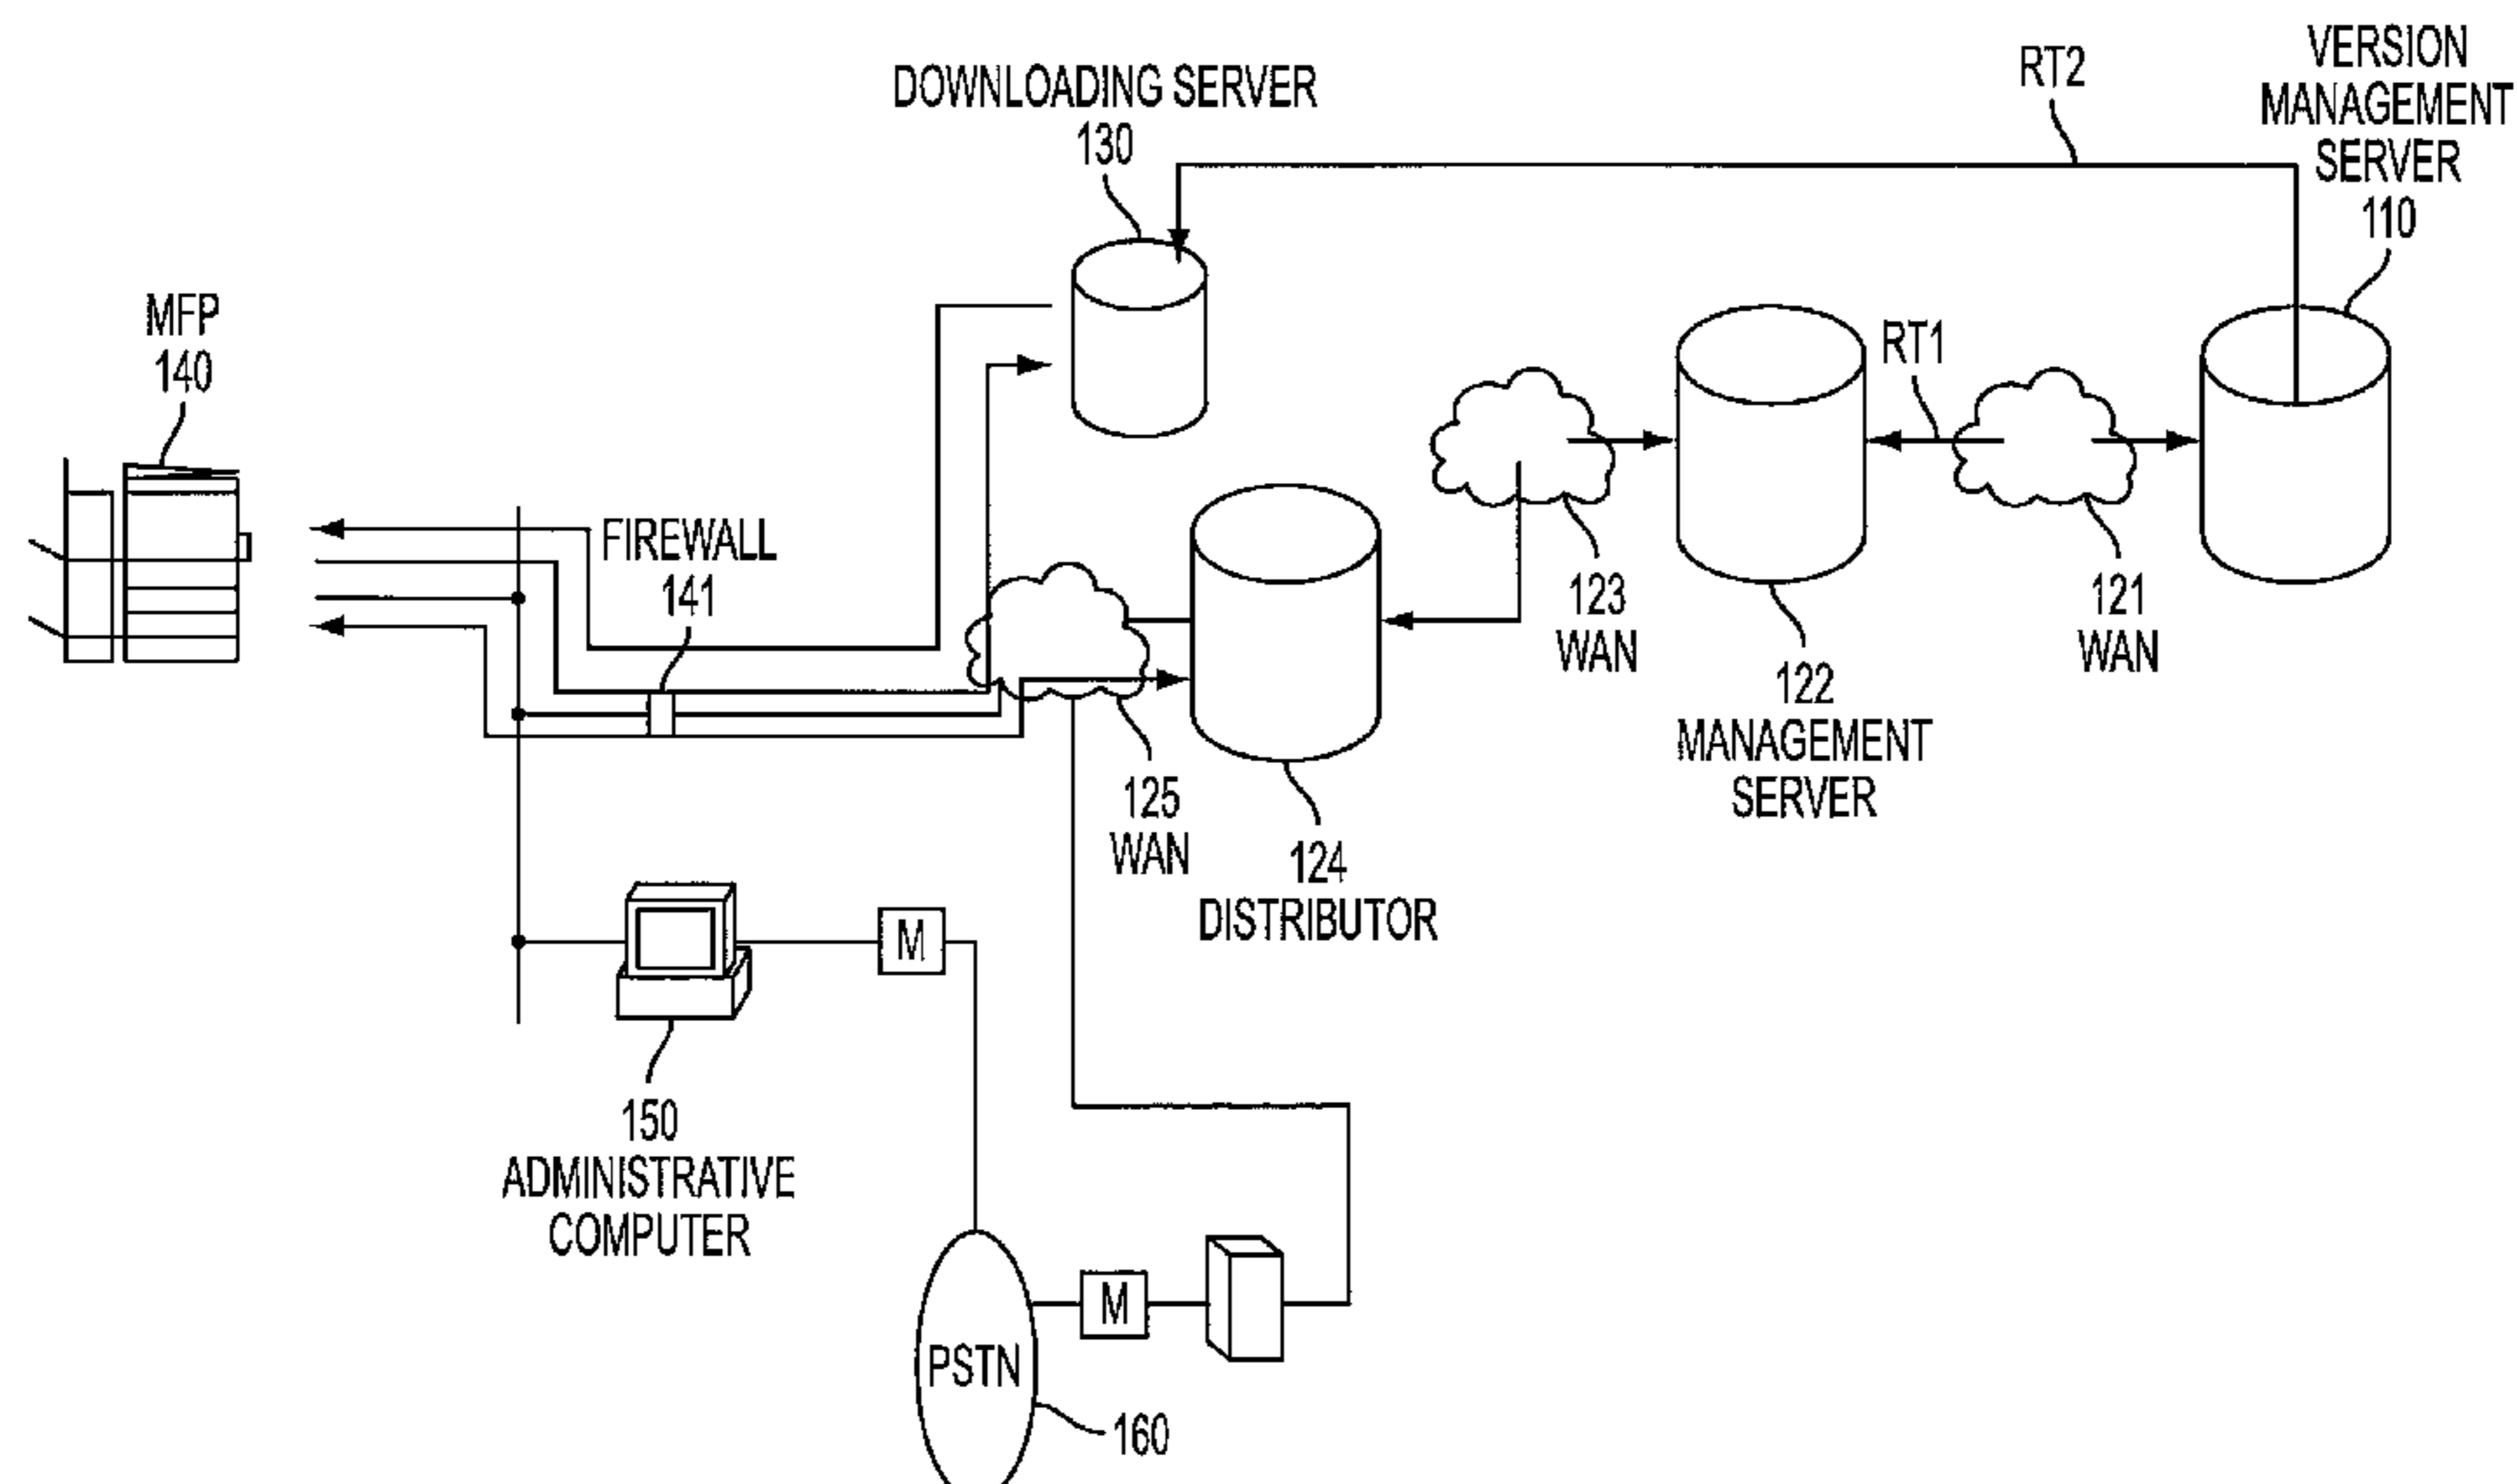 DOWNLOADING SERVER
130
RT2
VERSION
MANAGEMENT
SERVER
110
MFP
140
RT1
FIREWALL
141
123
WAN
121
WAN
122
MANAGEMENT
SERVER
125
WAN
124
DISTRIBUTOR
M
150
ADMINISTRATIVE
COMPUTER
M
PSTN
160